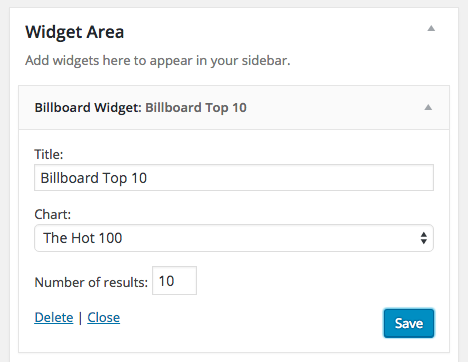 Widget Area
Add widgets here to appear in your sidebar.
Billboard Widget: Billboard Top 10
Title:
Billboard Top 10
Chart:
The Hot 100
Number of results: 10
Delete | Close
Save